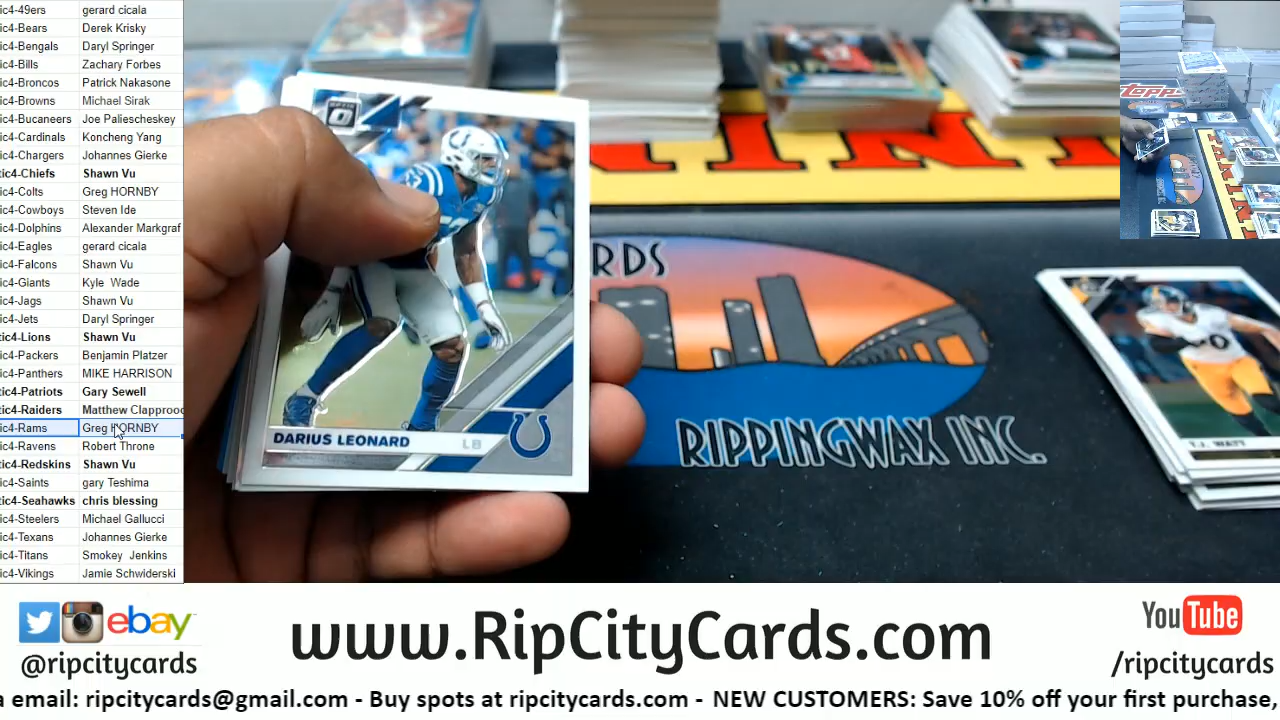 ic4-49ers gerard cicala
ic4-Bears Derek Krisky
ic4-Bengals Daryl Springer
ic4-Bills Zachary Forbes
ic4-Broncos Patrick Nakasone
ic4-Browns Michael Sirak
ic4-Bucaneers Joe Paliescheskey
ic4-Cardinals Koncheng Yang
ic4-Chargers Johannes Gierke
tic4-Chiefs Shawn Vu
ic4-Colts Greg HORNBY
ic4-Cowboys Steven Ide
ic4-Dolphins Alexander Markgraf
ic4-Eagles gerard cicala
ic4-Falcons Shawn Vu
ic4-Giants Kyle Wade
ic4-Jags Shawn Vu
ic4-Jets Daryl Springer
tic4-Lions Shawn Vu
ic4-Packers Benjamin Platzer
ic4-Panthers MIKE HARRISON
tic4-Patriots Gary Sewell
tic4-Raiders Matthew Clapprooc
ic4-Rams Greg HORNBY
ic4-Ravens Robert Throne
tic4-Redskins Shawn Vu
ic4-Saints gary Teshima
tic4-Seahawks chris blessing
ic4-Steelers Michael Gallucci
ic4-Texans Johannes Gierke
ic4-Titans Smokey Jenkins
ic4-Vikings Jamie Schwiderski
OPTIC
DARIUS LEONARD LB
NIN
RDS
RIPPINGWAX INC.
T.J. WATT
TOPPS
ebay
@ripcitycards
www.RipCityCards.com
YouTube
/ripcitycards
a email: ripcitycards@gmail.com - Buy spots at ripcitycards.com - NEW CUSTOMERS: Save 10% off your first purchase,